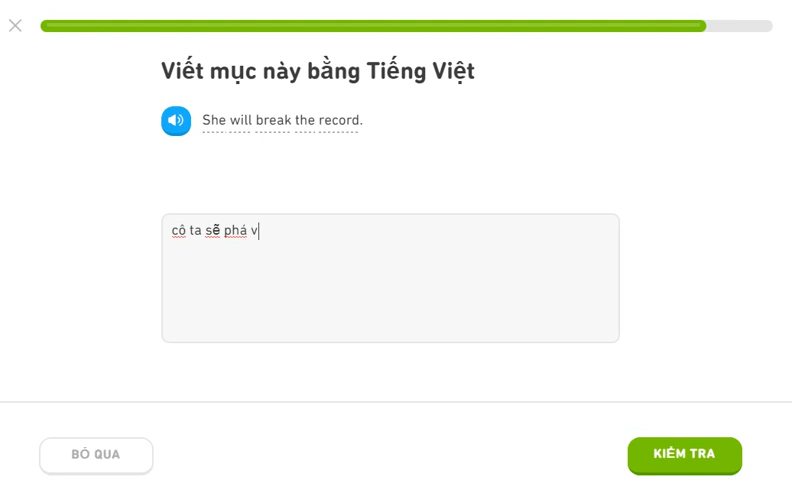 Viết mục này bằng Tiếng Việt
She will break the record.
cô ta sẽ phá v
BỎ QUA
KIỂM TRA